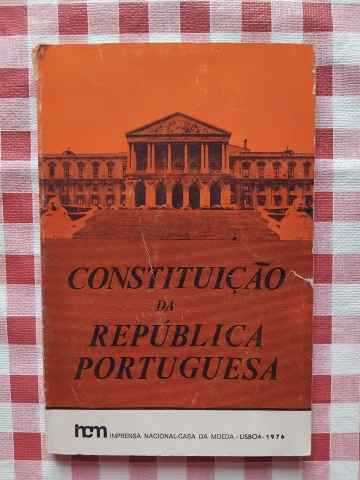 CONSTITUIÇÃO
DA
REPÚBLICA
PORTUGUESA
incm IMPRENSA NACIONAL-CASA DA MOEDA - LISBOA - 1976